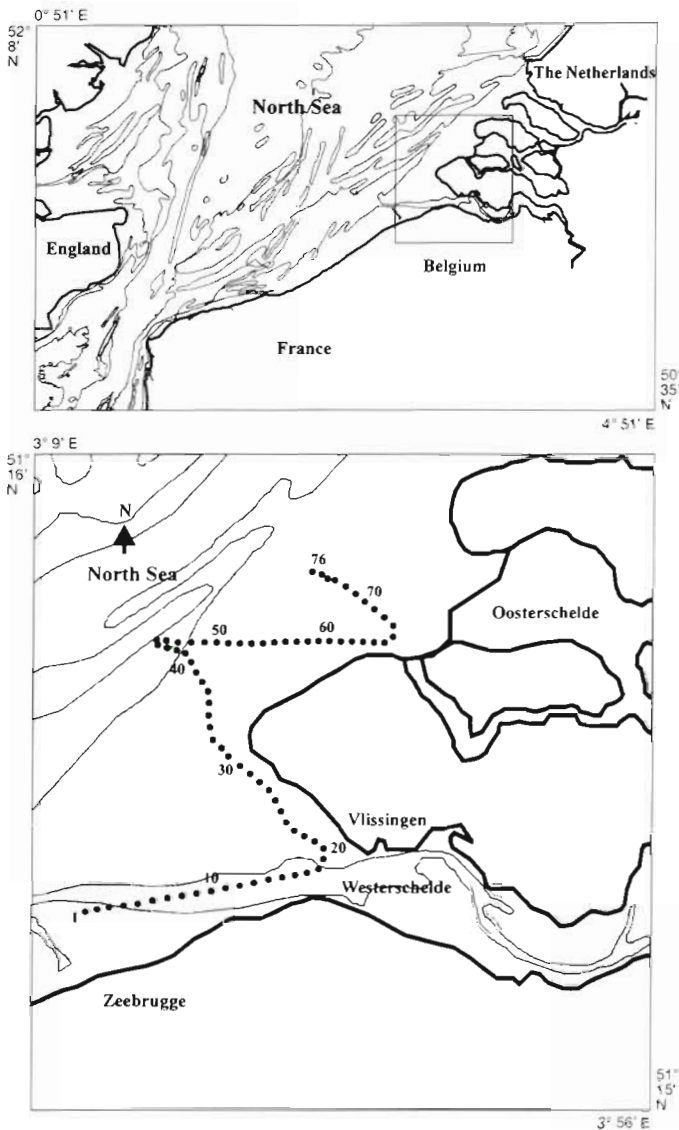 0° 51' E
52°
8'
N
The Netherlands
North Sea
England
Belgium
France
50°
35'
N
4° 51' E
3° 9' E
51°
16'
N
N
North Sea
76
70
Oosterschelde
50
60
40
30
Vlissingen
20
10
Westerschelde
1
Zeebrugge
51°
15'
N
3° 56' E